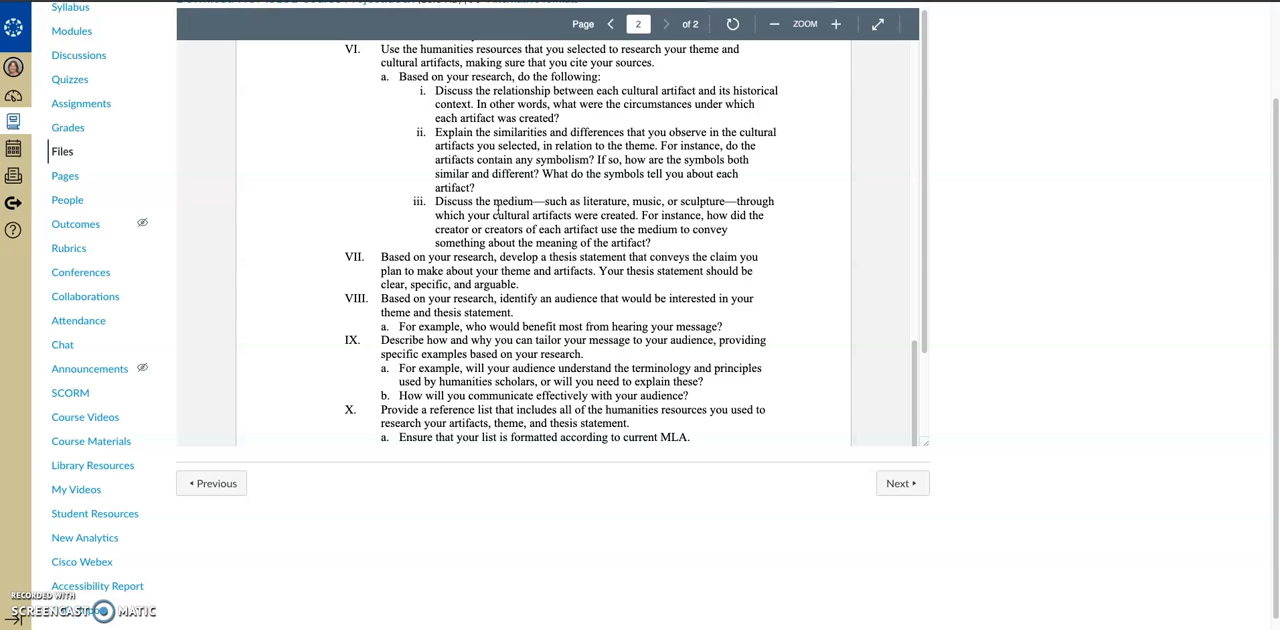 Syllabus
Modules
Discussions
Quizzes
Assignments
Grades
Files
Pages
People
Outcomes
Rubrics
Conferences
Collaborations
Attendance
Chat
Announcements
SCORM
Course Videos
Course Materials
Library Resources
My Videos
Student Resources
New Analytics
Cisco Webex
Accessibility Report
RECORDED WITH
SCREENCAST MATIC
Page 2 of 2 ZOOM
VI. Use the humanities resources that you selected to research your theme and
cultural artifacts, making sure that you cite your sources.
a. Based on your research, do the following:
i. Discuss the relationship between each cultural artifact and its historical
context. In other words, what were the circumstances under which
each artifact was created?
ii. Explain the similarities and differences that you observe in the cultural
artifacts you selected, in relation to the theme. For instance, do the
artifacts contain any symbolism? If so, how are the symbols both
similar and different? What do the symbols tell you about each
artifact?
iii. Discuss the medium—such as literature, music, or sculpture—through
which your cultural artifacts were created. For instance, how did the
creator or creators of each artifact use the medium to convey
something about the meaning of the artifact?
VII. Based on your research, develop a thesis statement that conveys the claim you
plan to make about your theme and artifacts. Your thesis statement should be
clear, specific, and arguable.
VIII. Based on your research, identify an audience that would be interested in your
theme and thesis statement.
a. For example, who would benefit most from hearing your message?
IX. Describe how and why you can tailor your message to your audience, providing
specific examples based on your research.
a. For example, will your audience understand the terminology and principles
used by humanities scholars, or will you need to explain these?
b. How will you communicate effectively with your audience?
X. Provide a reference list that includes all of the humanities resources you used to
research your artifacts, theme, and thesis statement.
a. Ensure that your list is formatted according to current MLA.
Previous
Next